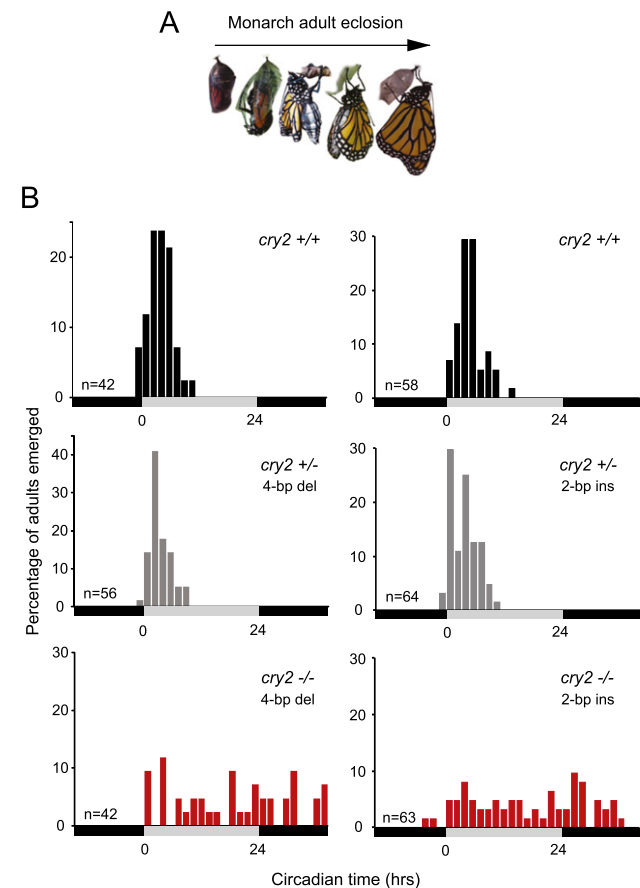 A
Monarch adult eclosion
B
Percentage of adults emerged
20
10
0
cry2 +/+
n=42
0
24
30
20
10
0
cry2 +/+
n=58
0
24
40
30
20
10
0
cry2 +/-
4-bp del
n=56
0
24
30
20
10
0
cry2 +/-
2-bp ins
n=64
0
24
30
20
10
0
cry2 -/-
4-bp del
n=42
0
24
30
20
10
0
cry2 -/-
2-bp ins
n=63
0
24
Circadian time (hrs)